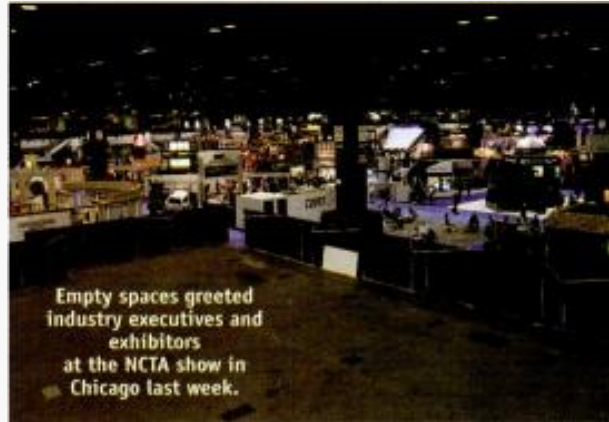 Empty spaces greeted
industry executives and
exhibitors
at the NCTA show in
Chicago last week.